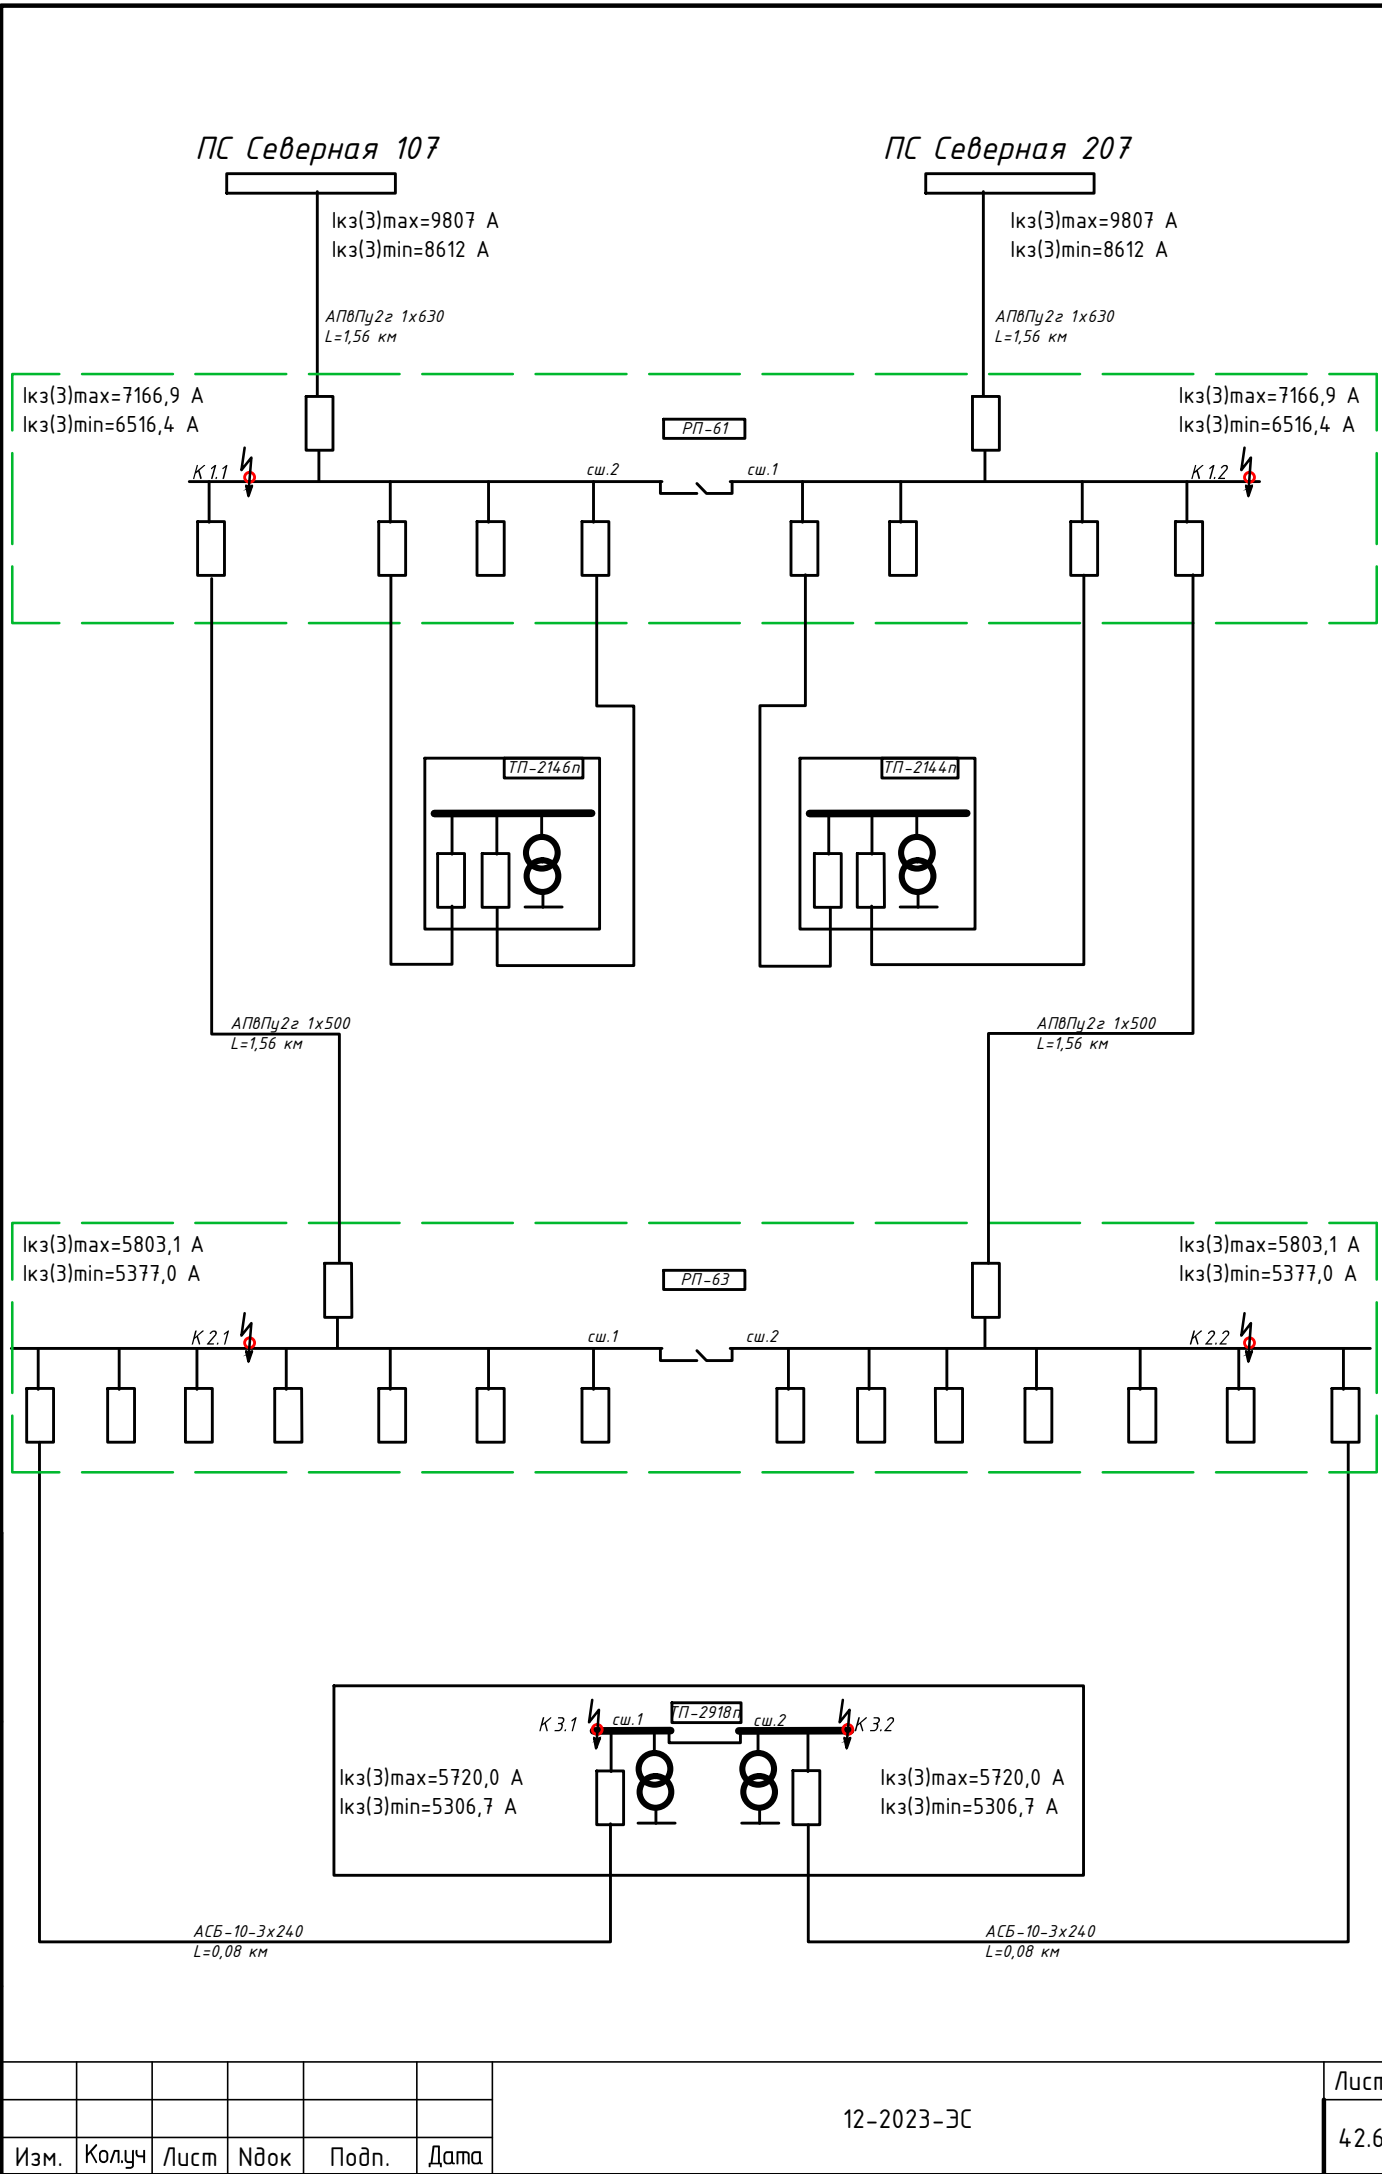 ПС Северная 107
ПС Северная 207
Iкз(3)max=9807 А
Iкз(3)min=8612 А
Iкз(3)max=9807 А
Iкз(3)min=8612 А
АПвПу2г 1х630
L=1,56 км
АПвПу2г 1х630
L=1,56 км
Iкз(3)max=7166,9 А
Iкз(3)min=6516,4 А
РП-61
Iкз(3)max=7166,9 А
Iкз(3)min=6516,4 А
К 1.1
сш.2
сш.1
К 1.2
ТП-2146п
ТП-2144п
АПвПу2г 1х500
L=1,56 км
АПвПу2г 1х500
L=1,56 км
Iкз(3)max=5803,1 А
Iкз(3)min=5377,0 А
РП-63
Iкз(3)max=5803,1 А
Iкз(3)min=5377,0 А
К 2.1
сш.1
сш.2
К 2.2
К 3.1
сш.1
ТП-2918п
сш.2
К 3.2
Iкз(3)max=5720,0 А
Iкз(3)min=5306,7 А
Iкз(3)max=5720,0 А
Iкз(3)min=5306,7 А
АСБ-10-3х240
L=0,08 км
АСБ-10-3х240
L=0,08 км
12-2023-ЭС
Лист
42.6
Изм. Кол.уч Лист Nдок Подп. Дата